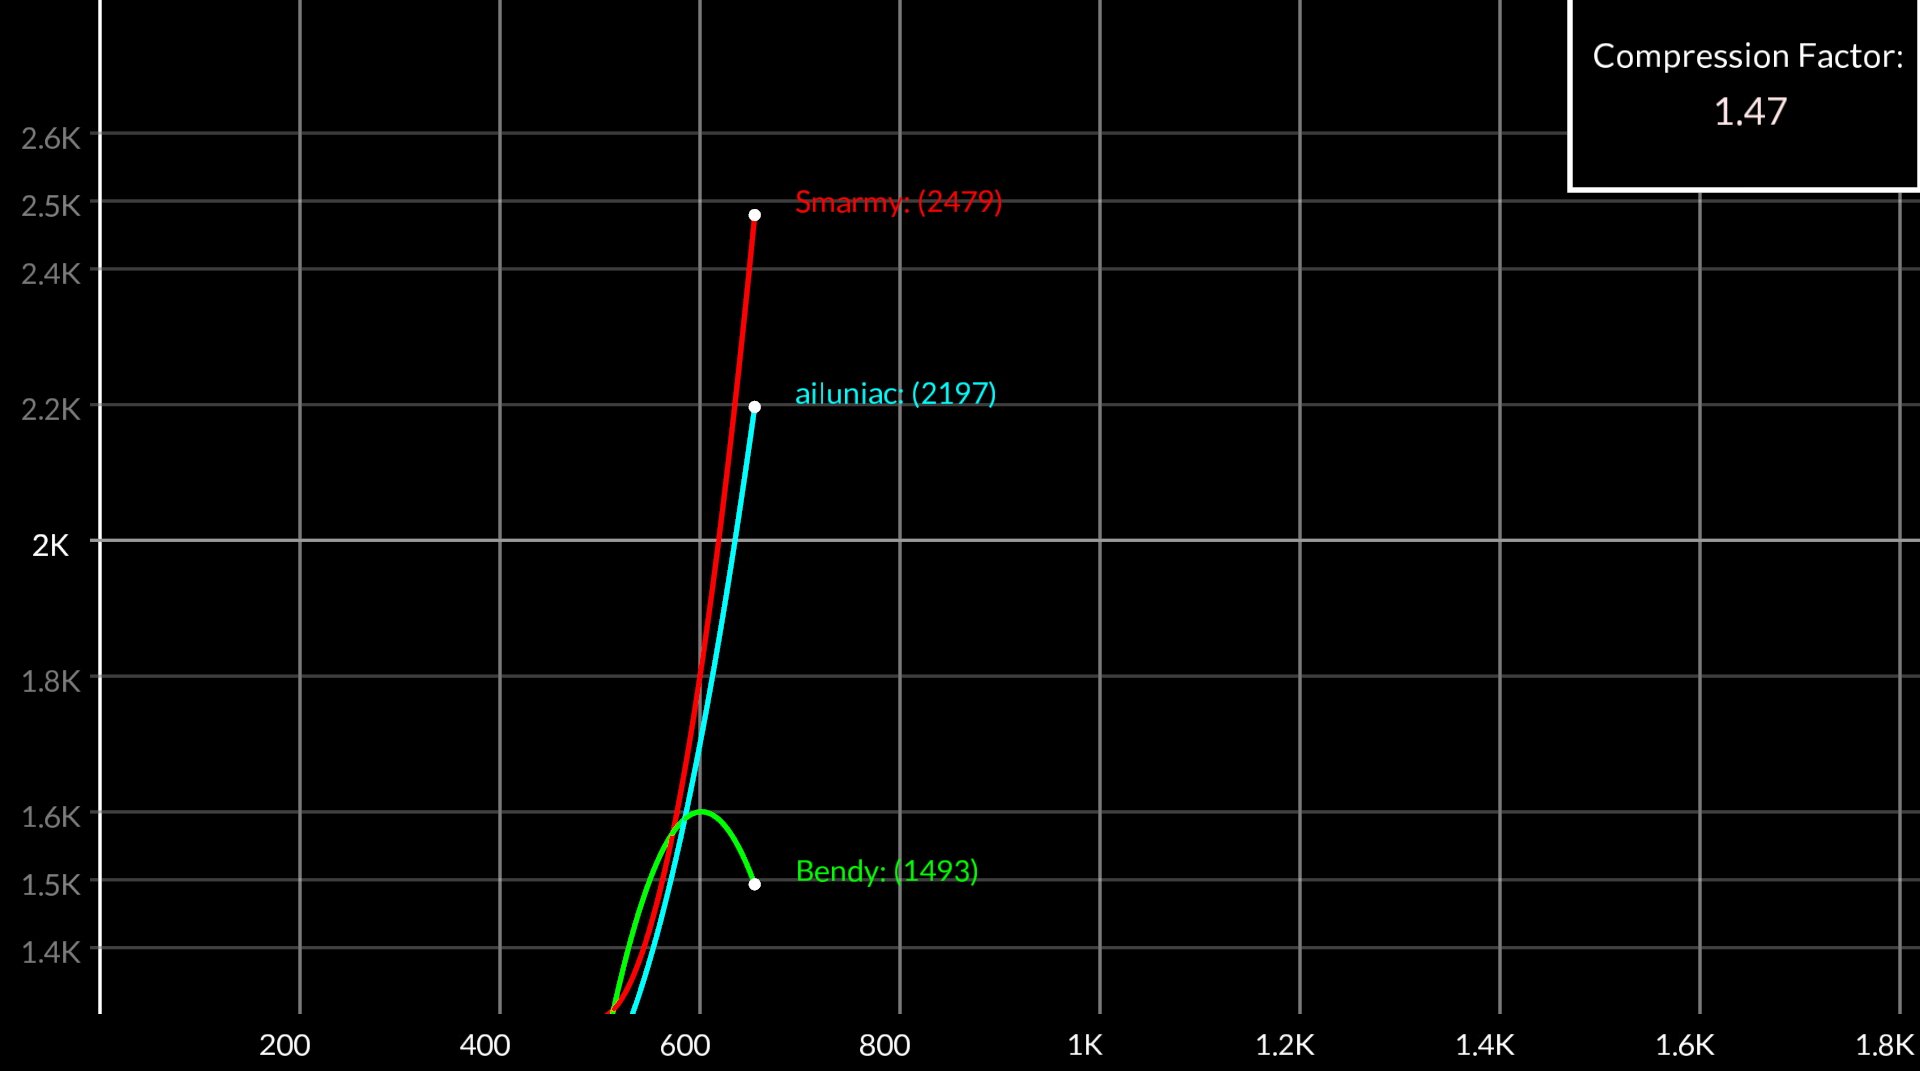 Compression Factor:
1.47
2.6K
2.5K
Smarmy: (2479)
2.4K
2.2K
ailuniac: (2197)
2K
1.8K
1.6K
1.5K
Bendy: (1493)
1.4K
200 400 600 800 1K 1.2K 1.4K 1.6K 1.8K